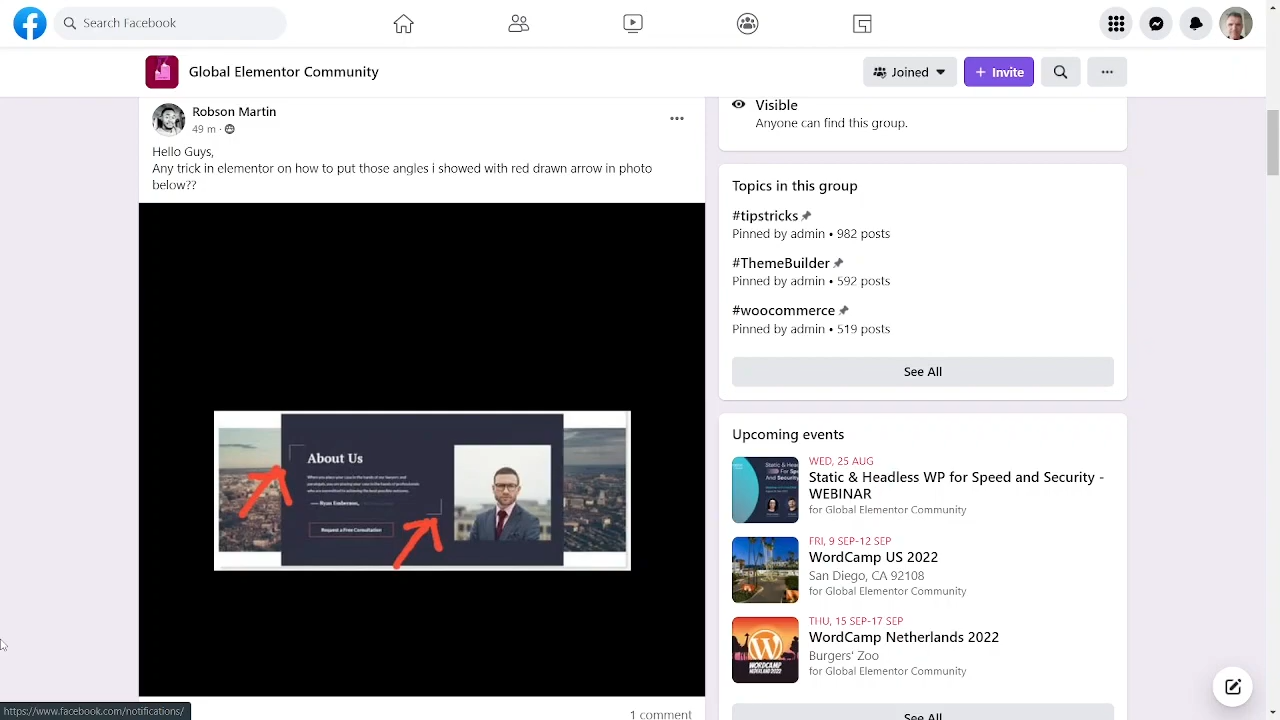 Search Facebook
Global Elementor Community
Joined
+ Invite
Robson Martin
49 m ·
Hello Guys,
Any trick in elementor on how to put those angles i showed with red drawn arrow in photo
below??
About Us
— Ryan Enderson,
Request a Free Consultation
1 comment
Visible
Anyone can find this group.
Topics in this group
#tipstricks
Pinned by admin • 982 posts
#ThemeBuilder
Pinned by admin • 592 posts
#woocommerce
Pinned by admin • 519 posts
See All
Upcoming events
WED, 25 AUG
Geo & Headless WP for Speed and Security -
WEBINAR
for Global Elementor Community
FRI, 9 SEP-12 SEP
WordCamp US 2022
San Diego, CA 92108
for Global Elementor Community
THU, 15 SEP-17 SEP
WordCamp Netherlands 2022
Burgers' Zoo
for Global Elementor Community
WORDCAMP
NEDERLAND 2022
See All
https://www.facebook.com/notifications/